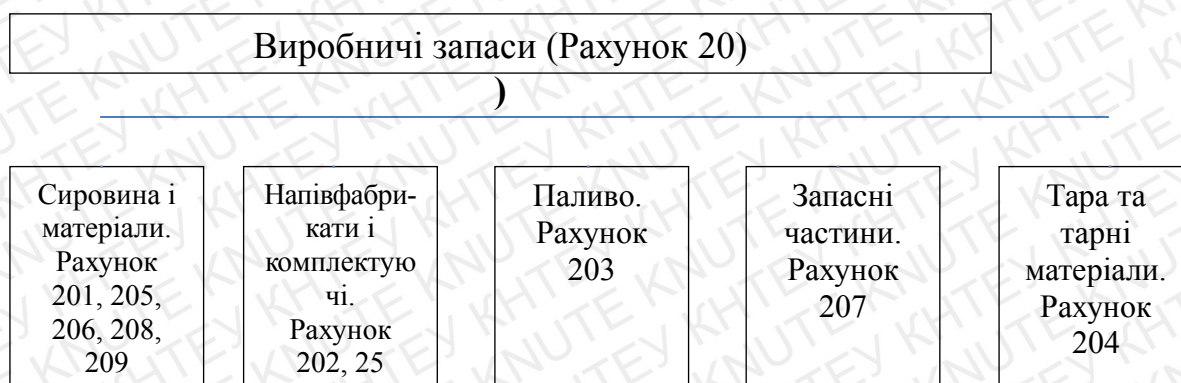 Виробничі запаси (Рахунок 20)
)
Сировина і
матеріали.
Рахунок
201, 205,
206, 208,
209
Напівфабри-
кати і
комплектую
чі.
Рахунок
202, 25
Паливо.
Рахунок
203
Запасні
частини.
Рахунок
207
Тара та
тарні
матеріали.
Рахунок
204